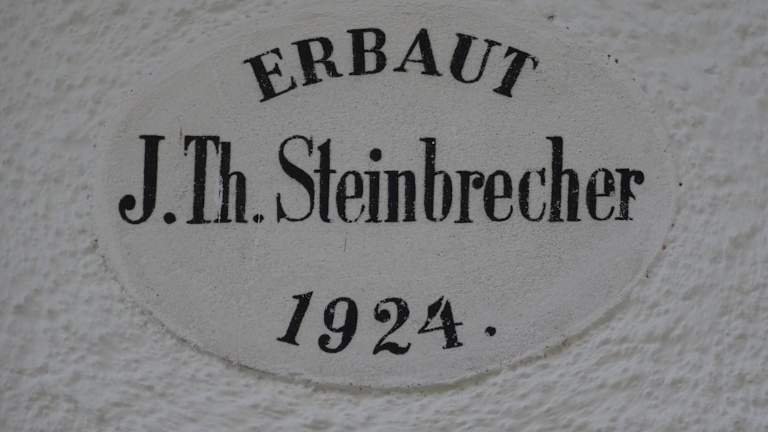 ERBAUT
J. Th. Steinbrecher
1924.